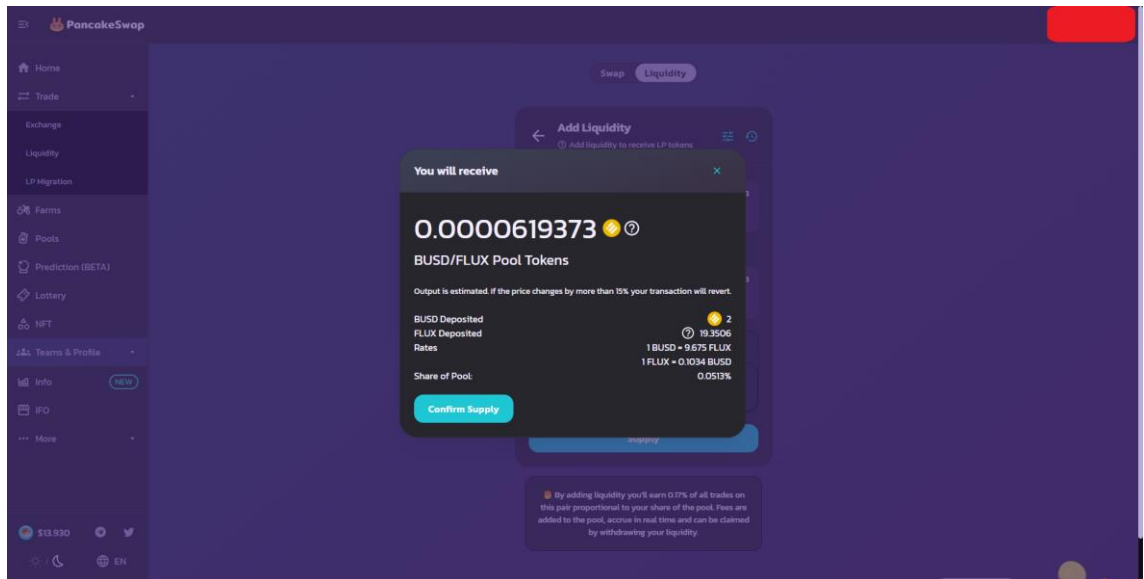 PancakeSwap
Home
Trade
Exchange
Liquidity
LP Migration
Farms
Pools
Prediction (BETA)
Lottery
NFT
Teams & Profile
Info NEW
IFO
More
$13.930
EN
Swap Liquidity
Add Liquidity
Add liquidity to receive LP tokens
You will receive
0.0000619373
BUSD/FLUX Pool Tokens
Output is estimated. If the price changes by more than 15% your transaction will revert.
BUSD Deposited 2
FLUX Deposited 19.3506
Rates 1 BUSD = 9.675 FLUX
1 FLUX = 0.1034 BUSD
Share of Pool: 0.0513%
Confirm Supply
Supply
By adding liquidity you'll earn 0.17% of all trades on
this pair proportional to your share of the pool. Fees are
added to the pool, accrue in real time and can be claimed
by withdrawing your liquidity.